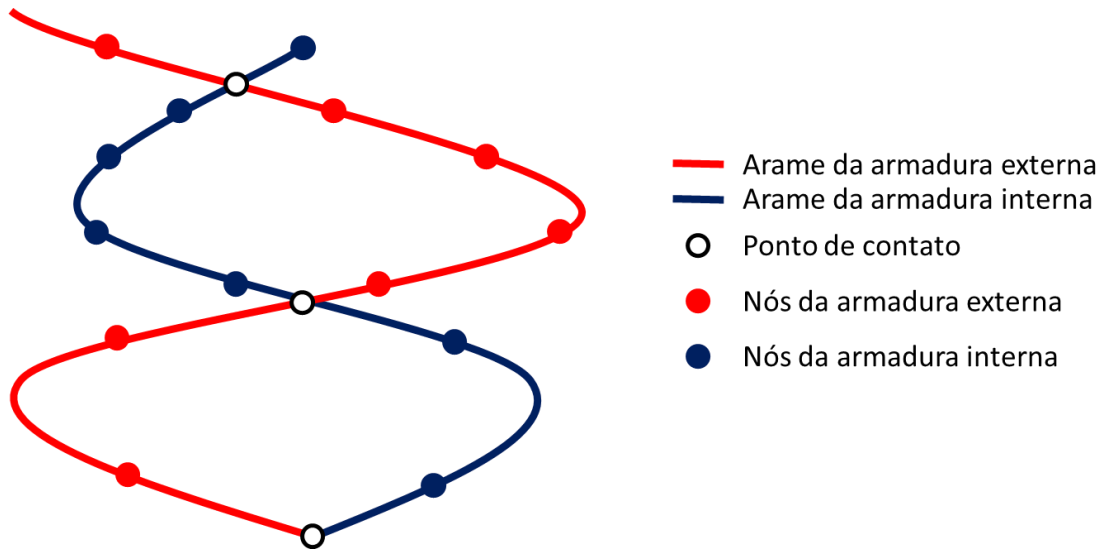 Arame da armadura externa
Arame da armadura interna
Ponto de contato
Nós da armadura externa
Nós da armadura interna